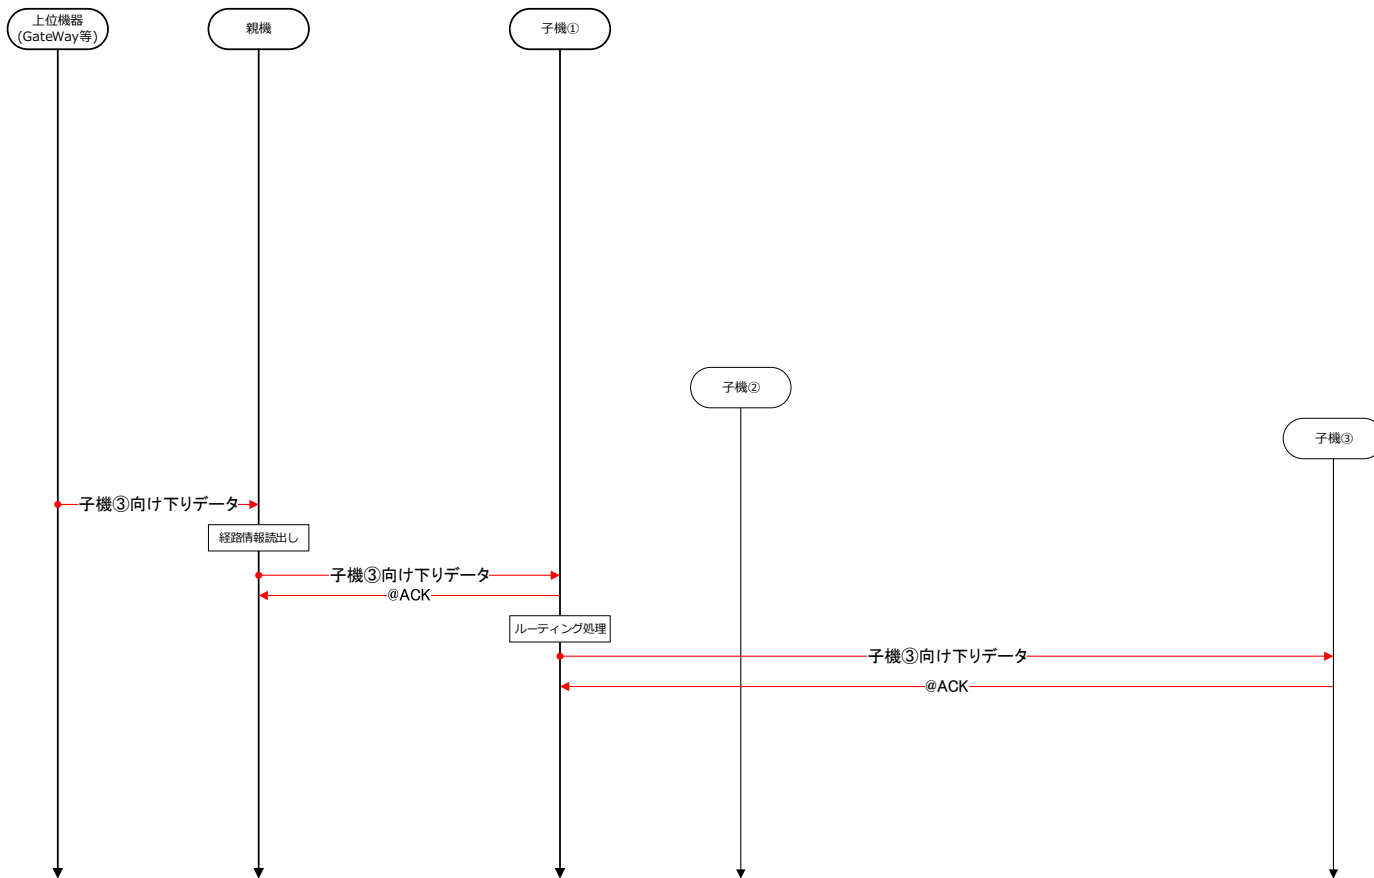 上位機器
(GateWay等)
親機
子機①
子機②
子機③
子機③向け下りデータ
経路情報読出し
子機③向け下りデータ
@ACK
ルーティング処理
子機③向け下りデータ
@ACK